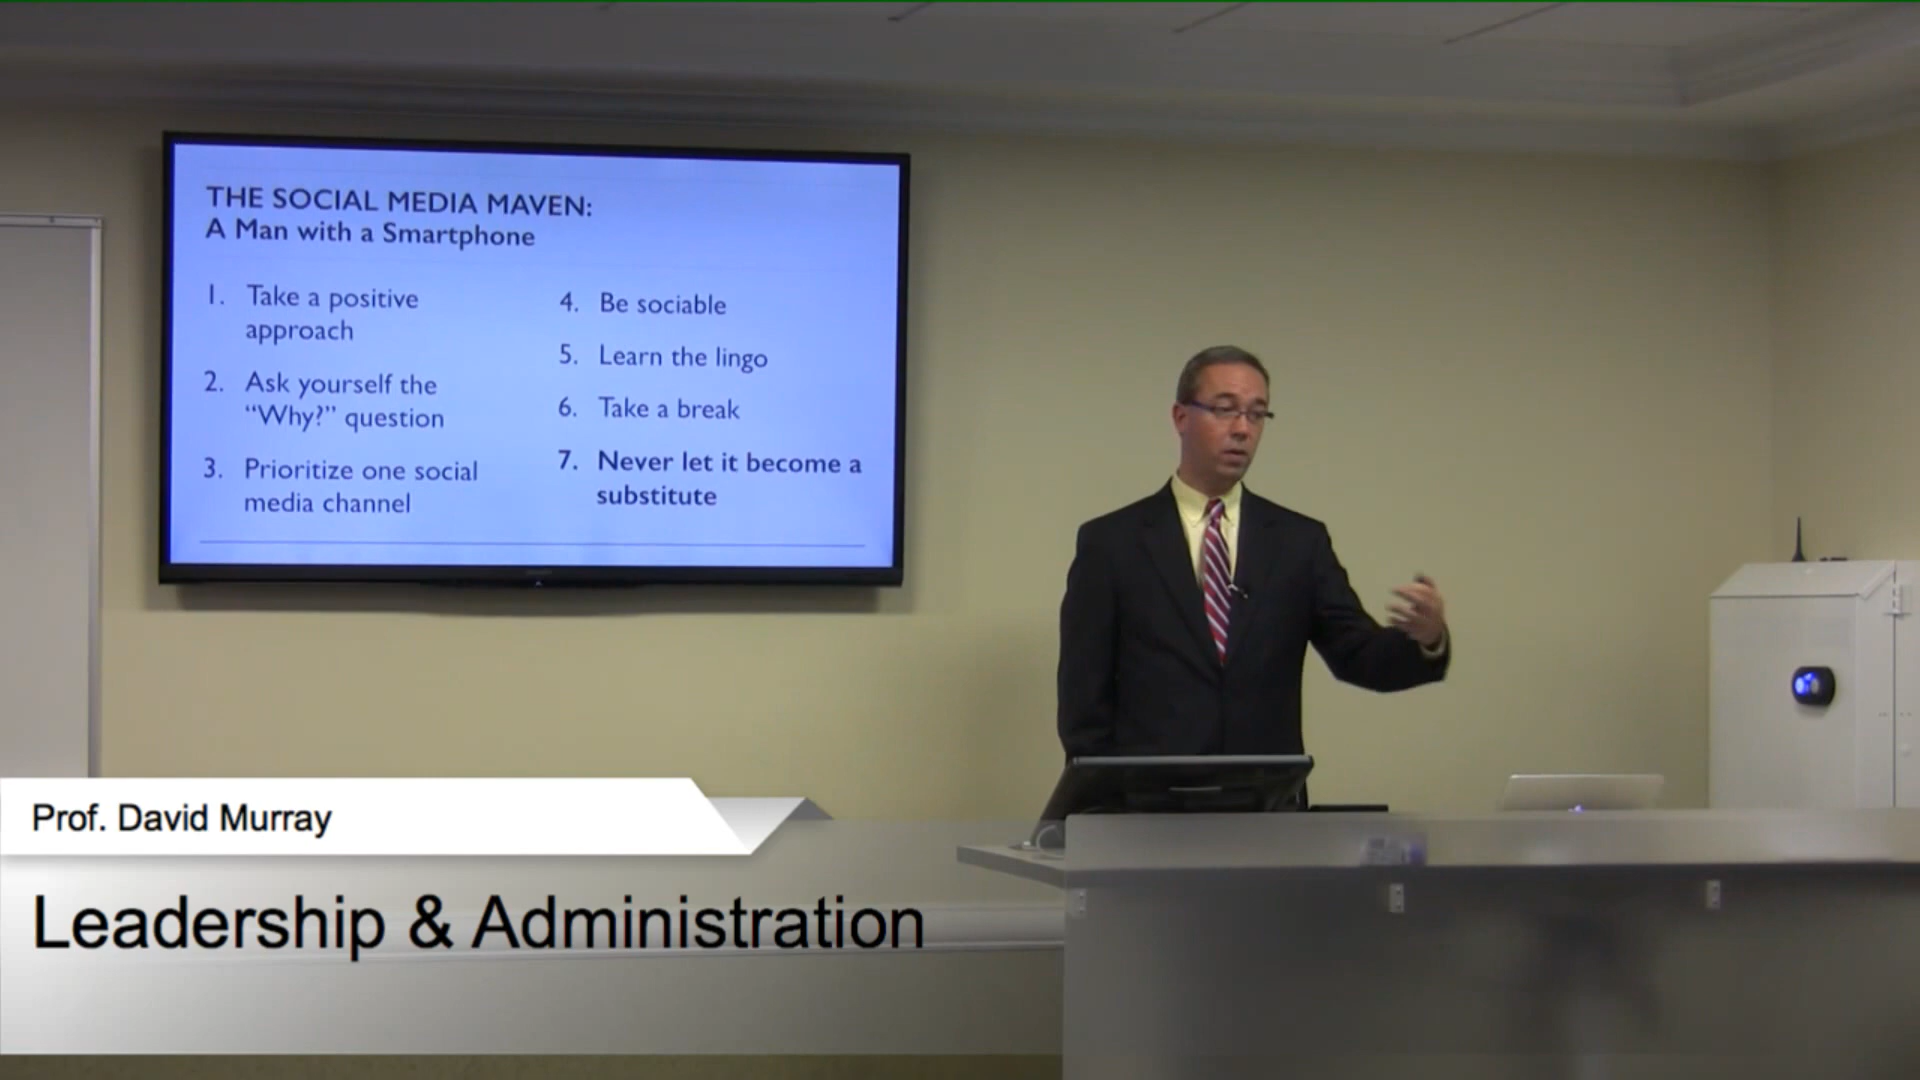 THE SOCIAL MEDIA MAVEN:
A Man with a Smartphone
1. Take a positive
approach
2. Ask yourself the
“Why?” question
3. Prioritize one social
media channel
4. Be sociable
5. Learn the lingo
6. Take a break
7. Never let it become a
substitute
Prof. David Murray
Leadership & Administration